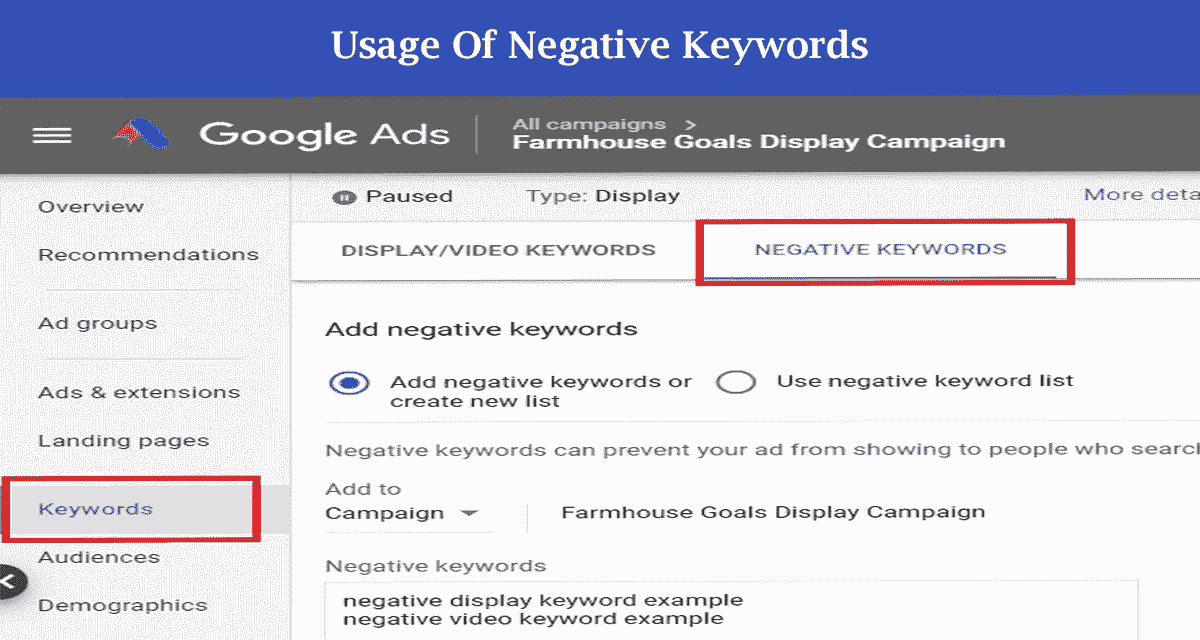 Usage Of Negative Keywords
Google Ads
All campaigns >
Farmhouse Goals Display Campaign
Overview
Recommendations
Ad groups
Ads & extensions
Landing pages
Keywords
Audiences
Demographics
Paused
Type: Display
More deta
DISPLAY/VIDEO KEYWORDS
NEGATIVE KEYWORDS
Add negative keywords
Add negative keywords or
create new list
Use negative keyword list
Negative keywords can prevent your ad from showing to people who search
Add to
Campaign
Farmhouse Goals Display Campaign
Negative keywords
negative display keyword example
negative video keyword example